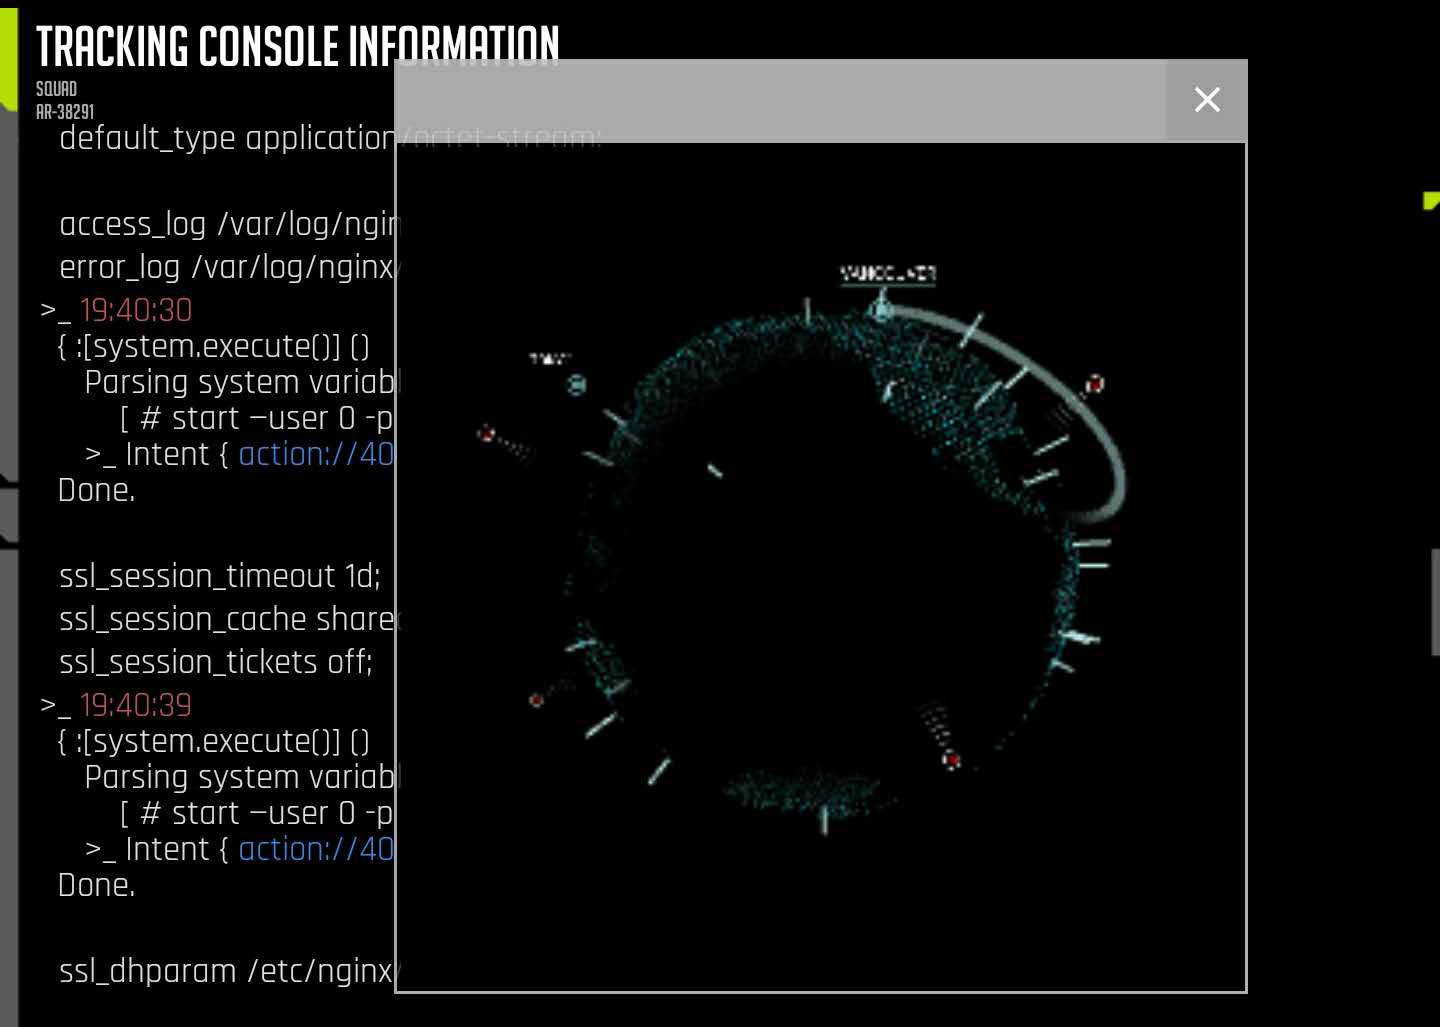 TRACKING CONSOLE INFORMATION
SQUAD
AR-38291
default_type application/octet-stream;
access_log /var/log/ngin
error_log /var/log/nginx/
>_ 19:40:30
{ :[system.execute()] ()
Parsing system variabl
[ # start —user 0 -p
>_ Intent { action://40
Done.
ssl_session_timeout 1d;
ssl_session_cache share
ssl_session_tickets off;
>_ 19:40:39
{ :[system.execute()] ()
Parsing system variabl
[ # start —user 0 -p
>_ Intent { action://40
Done.
ssl_dhparam /etc/nginx/
VANCOUVER